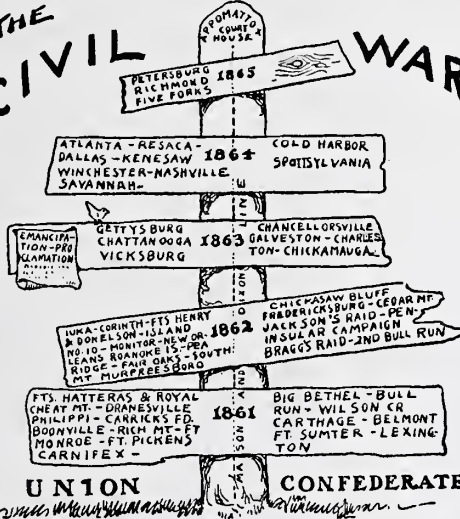 THE
CIVIL WAR
APPOMATTOX
COURT
HOUSE
PETERSBURG
RICHMOND
FIVE FORKS
1865
ATLANTA - RESACA -
DALLAS - KENESAW
WINCHESTER - NASHVILLE
SAVANNAH -
1864
COLD HARBOR
SPOTTSYLVANIA
EMANCIPA-
TION - PRO
CLAMATION
GETTYSBURG
CHATTANOOGA
VICKSBURG
1863
CHANCELLORSVILLE
GALVESTON - CHARLES
TON - CHICKAMAUGA
IUKA - CORINTH - FTS HENRY
& DONELSON - ISLAND
NO. 10 - MONITOR - NEW OR-
LEANS ROANOKE IS. - PEA
RIDGE - FAIR OAKS - SOUTH
MT MURFREESBORO
1862
CHICKASAW BLUFF
FREDERICKSBURG - CEDAR MT.
JACKSON'S RAID - PEN-
INSULAR CAMPAIGN
BRAGG'S RAID - 2ND BULL RUN
FTS. HATTERAS & ROYAL
CHEAT MT. - DRANESVILLE
PHILIPPI - CARRICKS FD.
BOONVILLE - RICH MT - FT
MONROE - FT. PICKENS
CARNIFEX -
1861
BIG BETHEL - BULL
RUN - WILSON CR
CARTHAGE - BELMONT
FT. SUMTER - LEXING-
TON
MASON AND DIXON LINE
UNION CONFEDERATE